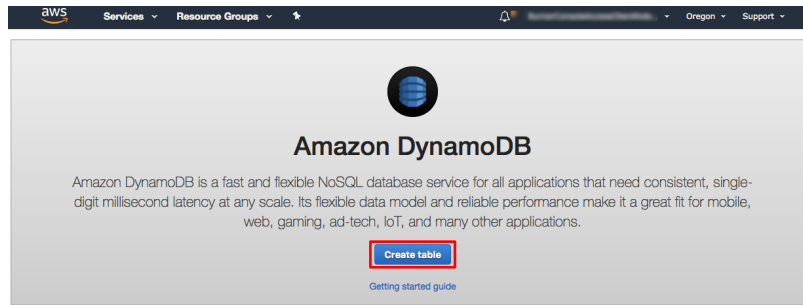 aws Services Resource Groups Oregon Support
Amazon DynamoDB
Amazon DynamoDB is a fast and flexible NoSQL database service for all applications that need consistent, single-
digit millisecond latency at any scale. Its flexible data model and reliable performance make it a great fit for mobile,
web, gaming, ad-tech, IoT, and many other applications.
Create table
Getting started guide